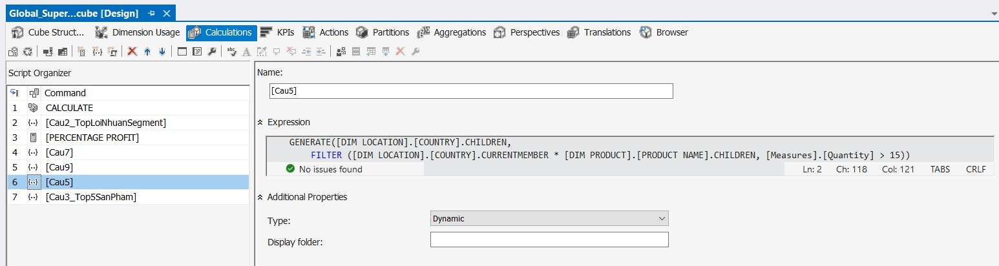 Global_Super...cube [Design]
Cube Struct... Dimension Usage Calculations KPIs Actions Partitions Aggregations Perspectives Translations Browser
Script Organizer
Command
1 CALCULATE
2 [Cau2_TopLoiNhuanSegment]
3 [PERCENTAGE PROFIT]
4 [Cau7]
5 [Cau9]
6 [Cau5]
7 [Cau3_Top5SanPham]
Name:
[Cau5]
Expression
GENERATE([DIM LOCATION].[COUNTRY].CHILDREN,
FILTER ([DIM LOCATION].[COUNTRY].CURRENTMEMBER * [DIM PRODUCT].[PRODUCT NAME].CHILDREN, [Measures].[Quantity] > 15))
No issues found Ln: 2 Ch: 118 Col: 121 TABS CRLF
Additional Properties
Type: Dynamic
Display folder: